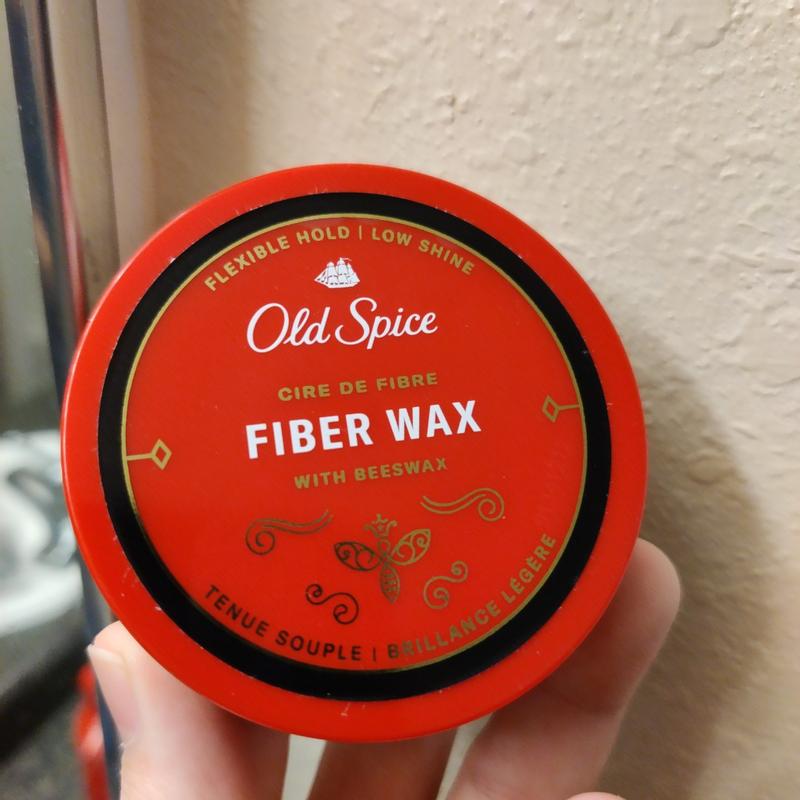 FLEXIBLE HOLD | LOW SHINE
Old Spice
CIRE DE FIBRE
FIBER WAX
WITH BEESWAX
TENUE SOUPLE | BRILLANCE LÉGÈRE